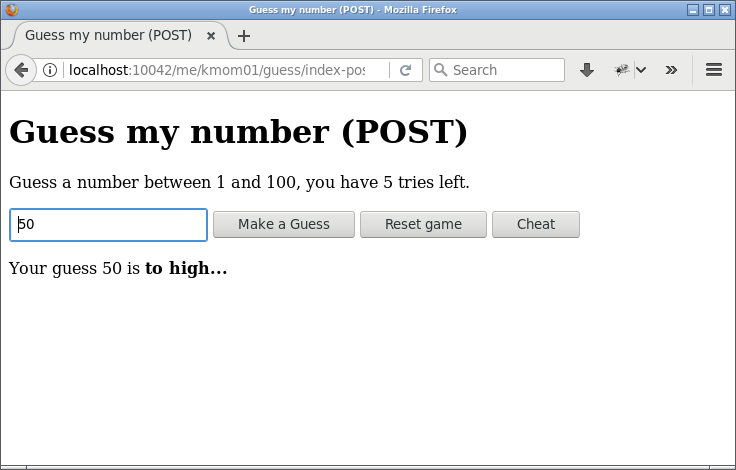 Guess my number (POST) - Mozilla Firefox
Guess my number (POST)
localhost:10042/me/kmom01/guess/index-pos
Search
Guess my number (POST)
Guess a number between 1 and 100, you have 5 tries left.
50 Make a Guess Reset game Cheat
Your guess 50 is to high...